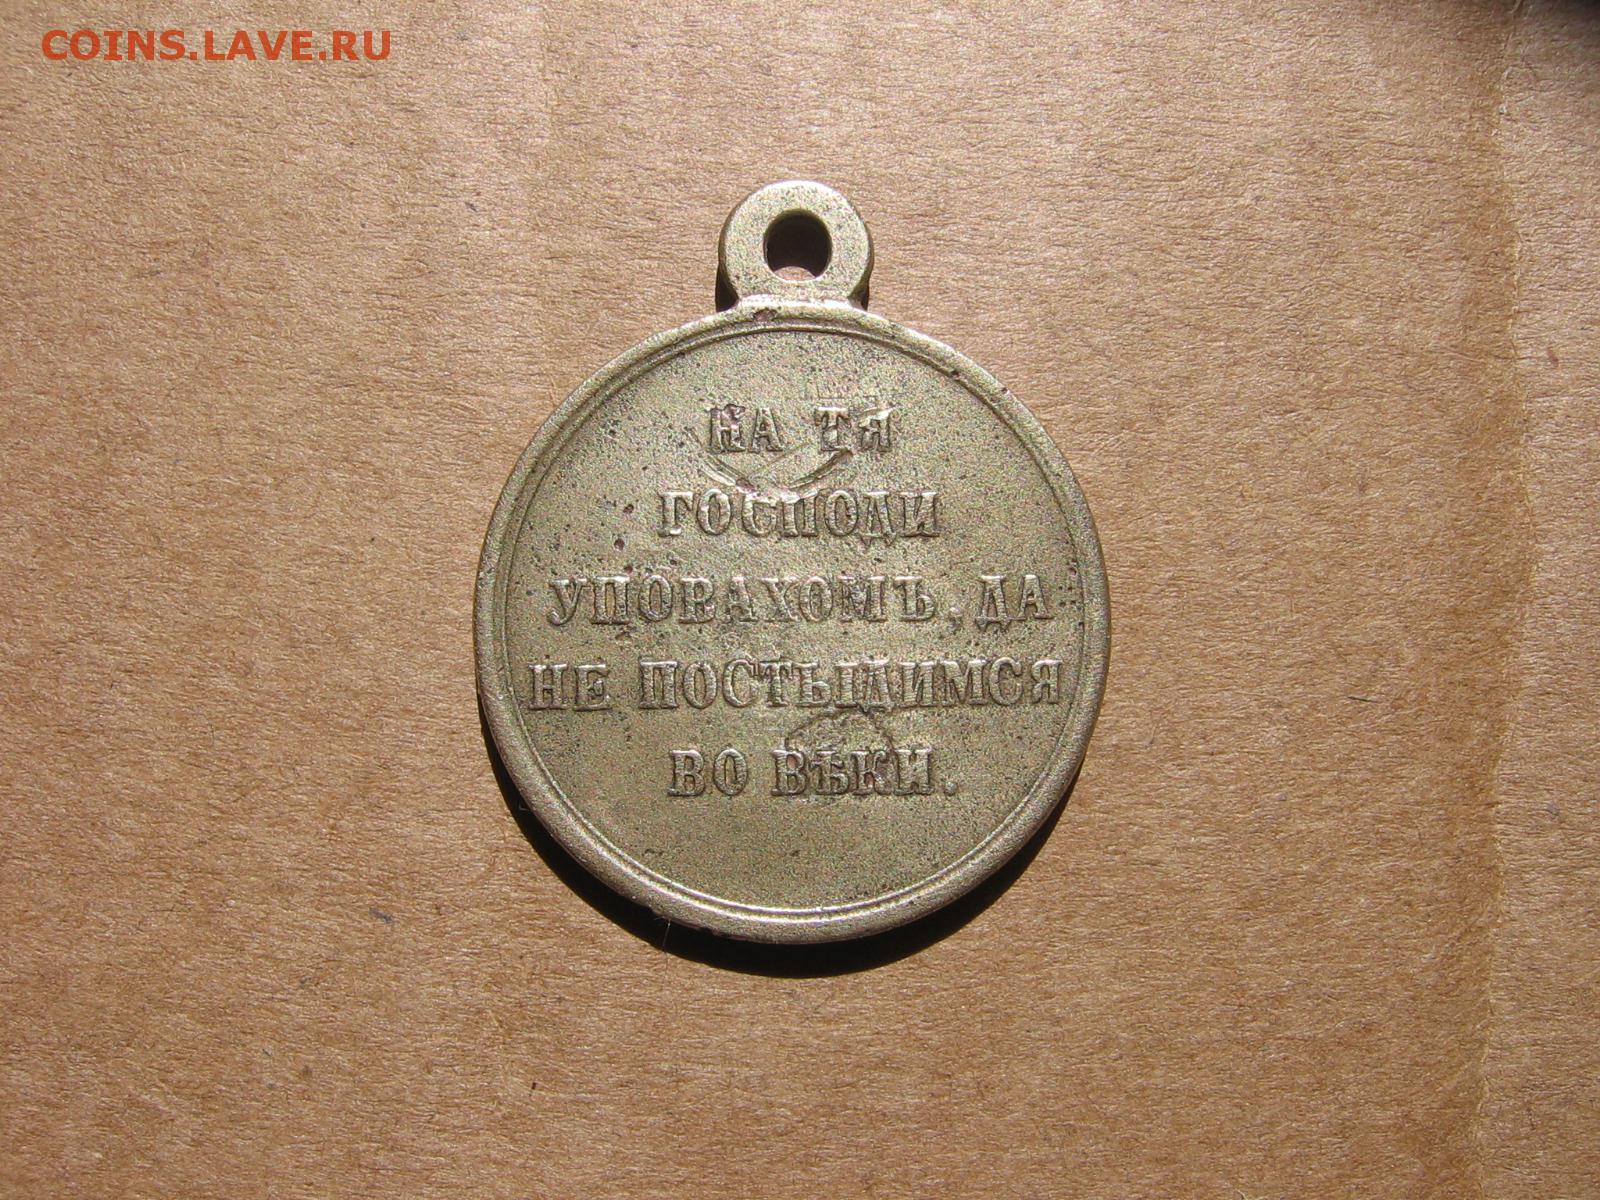 COINS.LAVE.RU
НА ТЯ
ГОСПОДИ
УПОВАХОМЪ, ДА
НЕ ПОСТЫДИМСЯ
ВО ВѢКИ.